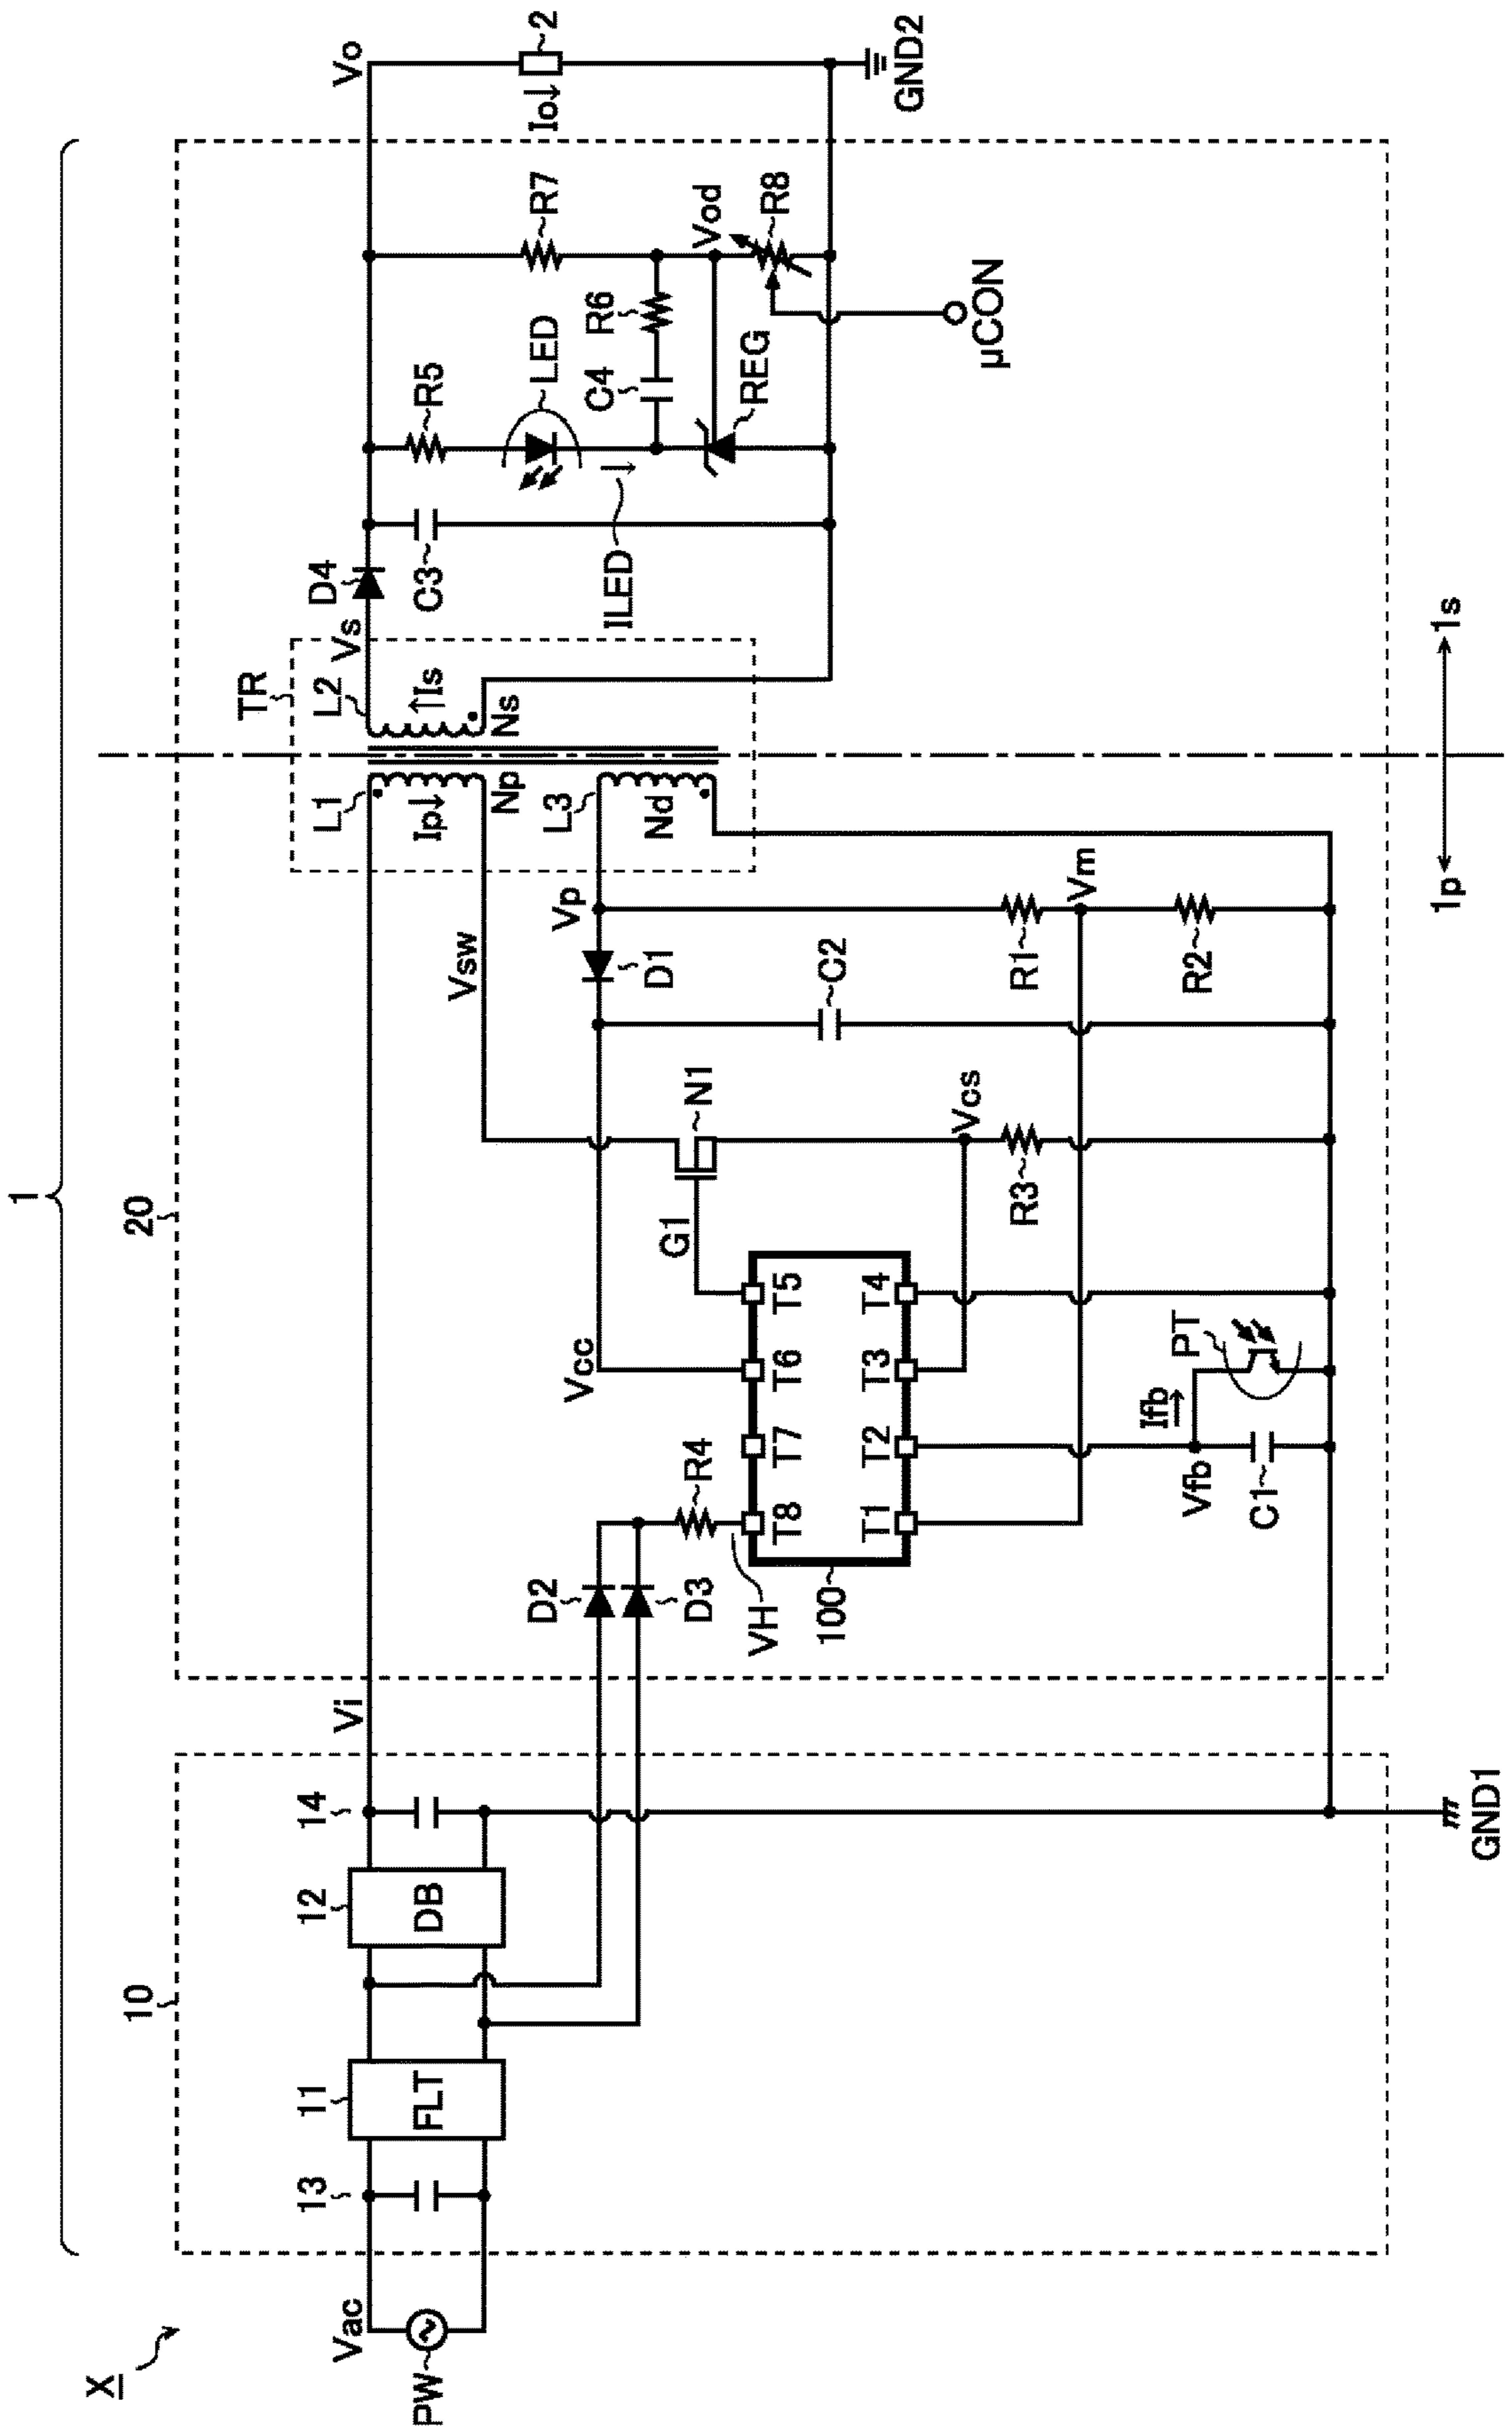 X
1
10
20
Vac
PW
13
11
FLT
12
DB
14
Vi
GND1
D2
D3
R4
VH
100
T8
T7
T6
T5
T1
T2
T3
T4
Vcc
G1
N1
Vsw
Vcs
R3
Vfb
Ifb
PT
C1
D1
C2
Vp
R1
Vm
R2
TR
L1
Ip↓
Np
L3
Nd
L2
↑Is
Ns
Vs
D4
C3
ILED
R5
LED
C4
R6
REG
R7
Vod
R8
μCON
Vo
Io↓
2
GND2
1p
1s